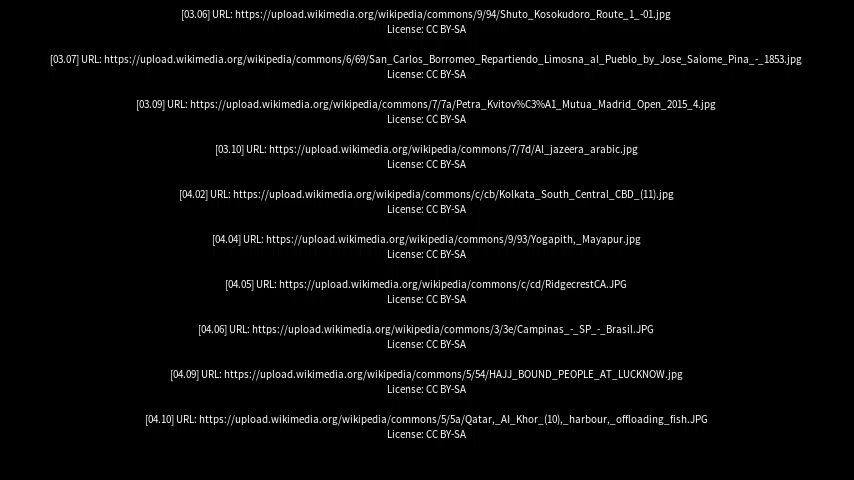 [03.06] URL: https://upload.wikimedia.org/wikipedia/commons/9/94/Shuto_Kosokudoro_Route_1_-01.jpg
License: CC BY-SA
[03.07] URL: https://upload.wikimedia.org/wikipedia/commons/6/69/San_Carlos_Borromeo_Repartiendo_Limosna_al_Pueblo_by_Jose_Salome_Pina_-_1853.jpg
License: CC BY-SA
[03.09] URL: https://upload.wikimedia.org/wikipedia/commons/7/7a/Petra_Kvitov%C3%A1_Mutua_Madrid_Open_2015_4.jpg
License: CC BY-SA
[03.10] URL: https://upload.wikimedia.org/wikipedia/commons/7/7d/Al_jazeera_arabic.jpg
License: CC BY-SA
[04.02] URL: https://upload.wikimedia.org/wikipedia/commons/c/cb/Kolkata_South_Central_CBD_(11).jpg
License: CC BY-SA
[04.04] URL: https://upload.wikimedia.org/wikipedia/commons/9/93/Yogapith,_Mayapur.jpg
License: CC BY-SA
[04.05] URL: https://upload.wikimedia.org/wikipedia/commons/c/cd/RidgecrestCA.JPG
License: CC BY-SA
[04.06] URL: https://upload.wikimedia.org/wikipedia/commons/3/3e/Campinas_-_SP_-_Brasil.JPG
License: CC BY-SA
[04.09] URL: https://upload.wikimedia.org/wikipedia/commons/5/54/HAJJ_BOUND_PEOPLE_AT_LUCKNOW.jpg
License: CC BY-SA
[04.10] URL: https://upload.wikimedia.org/wikipedia/commons/5/5a/Qatar,_Al_Khor_(10),_harbour,_offloading_fish.JPG
License: CC BY-SA